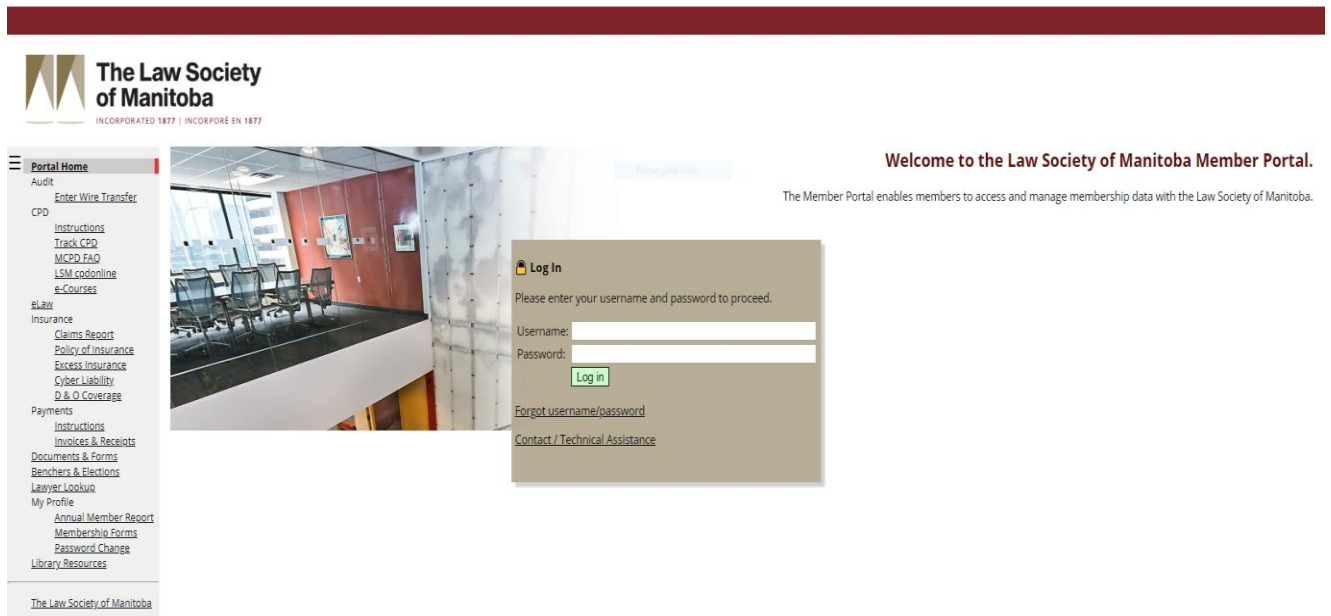 The Law Society
of Manitoba
INCORPORATED 1877 | INCORPORÉ EN 1877
Portal Home
Audit
Enter Wire Transfer
CPD
Instructions
Track CPD
MCPD FAQ
LSM cpdonline
e-Courses
eLaw
Insurance
Claims Report
Policy of Insurance
Excess Insurance
Cyber Liability
D & O Coverage
Payments
Instructions
Invoices & Receipts
Documents & Forms
Benchers & Elections
Lawyer Lookup
My Profile
Annual Member Report
Membership Forms
Password Change
Library Resources
The Law Society of Manitoba
Rectangular Snip
Welcome to the Law Society of Manitoba Member Portal.
The Member Portal enables members to access and manage membership data with the Law Society of Manitoba.
Log In
Please enter your username and password to proceed.
Username:
Password:
Log in
Forgot username/password
Contact / Technical Assistance